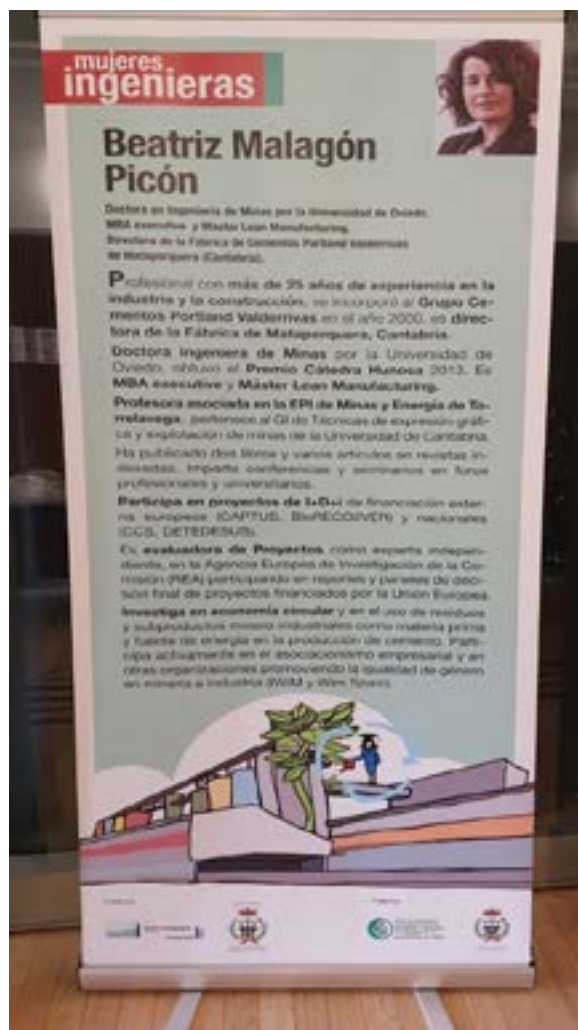 mujeres
ingenieras
Beatriz Malagón
Picón
Doctora en Ingeniería de Minas por la Universidad de Oviedo.
MBA executive y Máster Lean Manufacturing.
Directora de la Fábrica de Cementos Portland Valderrivas
de Mataporquera (Cantabria).
Profesional con más de 25 años de experiencia en la
industria y la construcción, se incorporó al Grupo Ce-
mentos Portland Valderrivas en el año 2000, es direc-
tora de la Fábrica de Mataporquera, Cantabria.
Doctora Ingeniera de Minas por la Universidad de
Oviedo, obtuvo el Premio Cátedra Hunosa 2013. Es
MBA executive y Máster Lean Manufacturing.
Profesora asociada en la EPI de Minas y Energía de To-
rrelavega, pertenece al GI de Técnicas de expresión gráfi-
ca y explotación de minas de la Universidad de Cantabria.
Ha publicado dos libros y varios artículos en revistas in-
dexadas. Imparte conferencias y seminarios en foros
profesionales y universitarios.
Participa en proyectos de I+D+i de financiación exter-
na europeos (CAPTUS, BioRECO2VER) y nacionales
(CCS, DETEDESUS).
Es evaluadora de Proyectos como experta indepen-
diente, en la Agencia Europea de Investigación de la Co-
misión (REA) participando en reportes y paneles de deci-
sión final de proyectos financiados por la Unión Europea.
Investiga en economía circular y en el uso de residuos
y subproductos minero industriales como materia prima
y fuente de energía en la producción de cemento. Parti-
cipa activamente en el asociacionismo empresarial y en
otras organizaciones promoviendo la igualdad de género
en minería e industria (IWiM y Wim Spain).